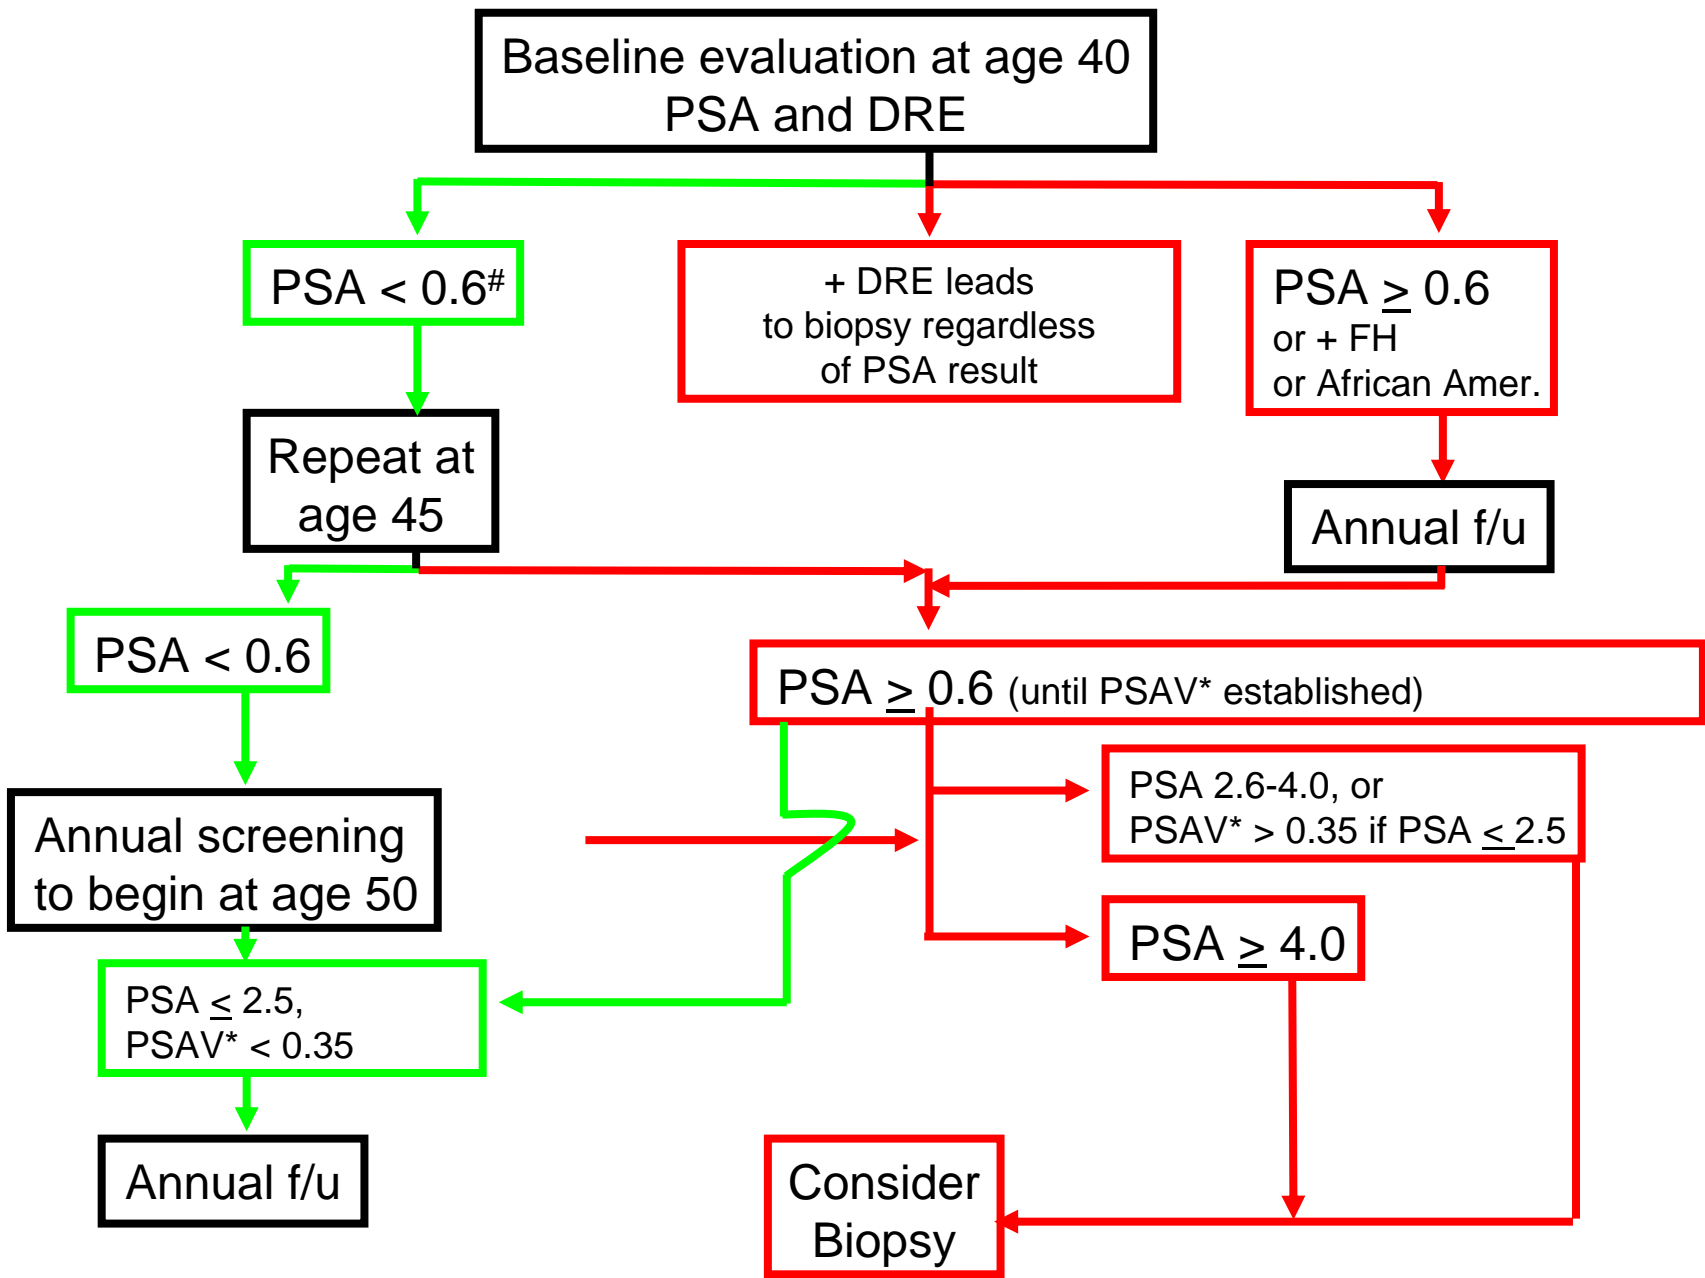 Baseline evaluation at age 40
PSA and DRE
PSA < 0.6#
+ DRE leads
to biopsy regardless
of PSA result
PSA ≥ 0.6
or + FH
or African Amer.
Repeat at
age 45
Annual f/u
PSA < 0.6
PSA ≥ 0.6 (until PSAV* established)
PSA 2.6-4.0, or
PSAV* > 0.35 if PSA ≤ 2.5
Annual screening
to begin at age 50
PSA ≥ 4.0
PSA ≤ 2.5,
PSAV* < 0.35
Annual f/u
Consider
Biopsy